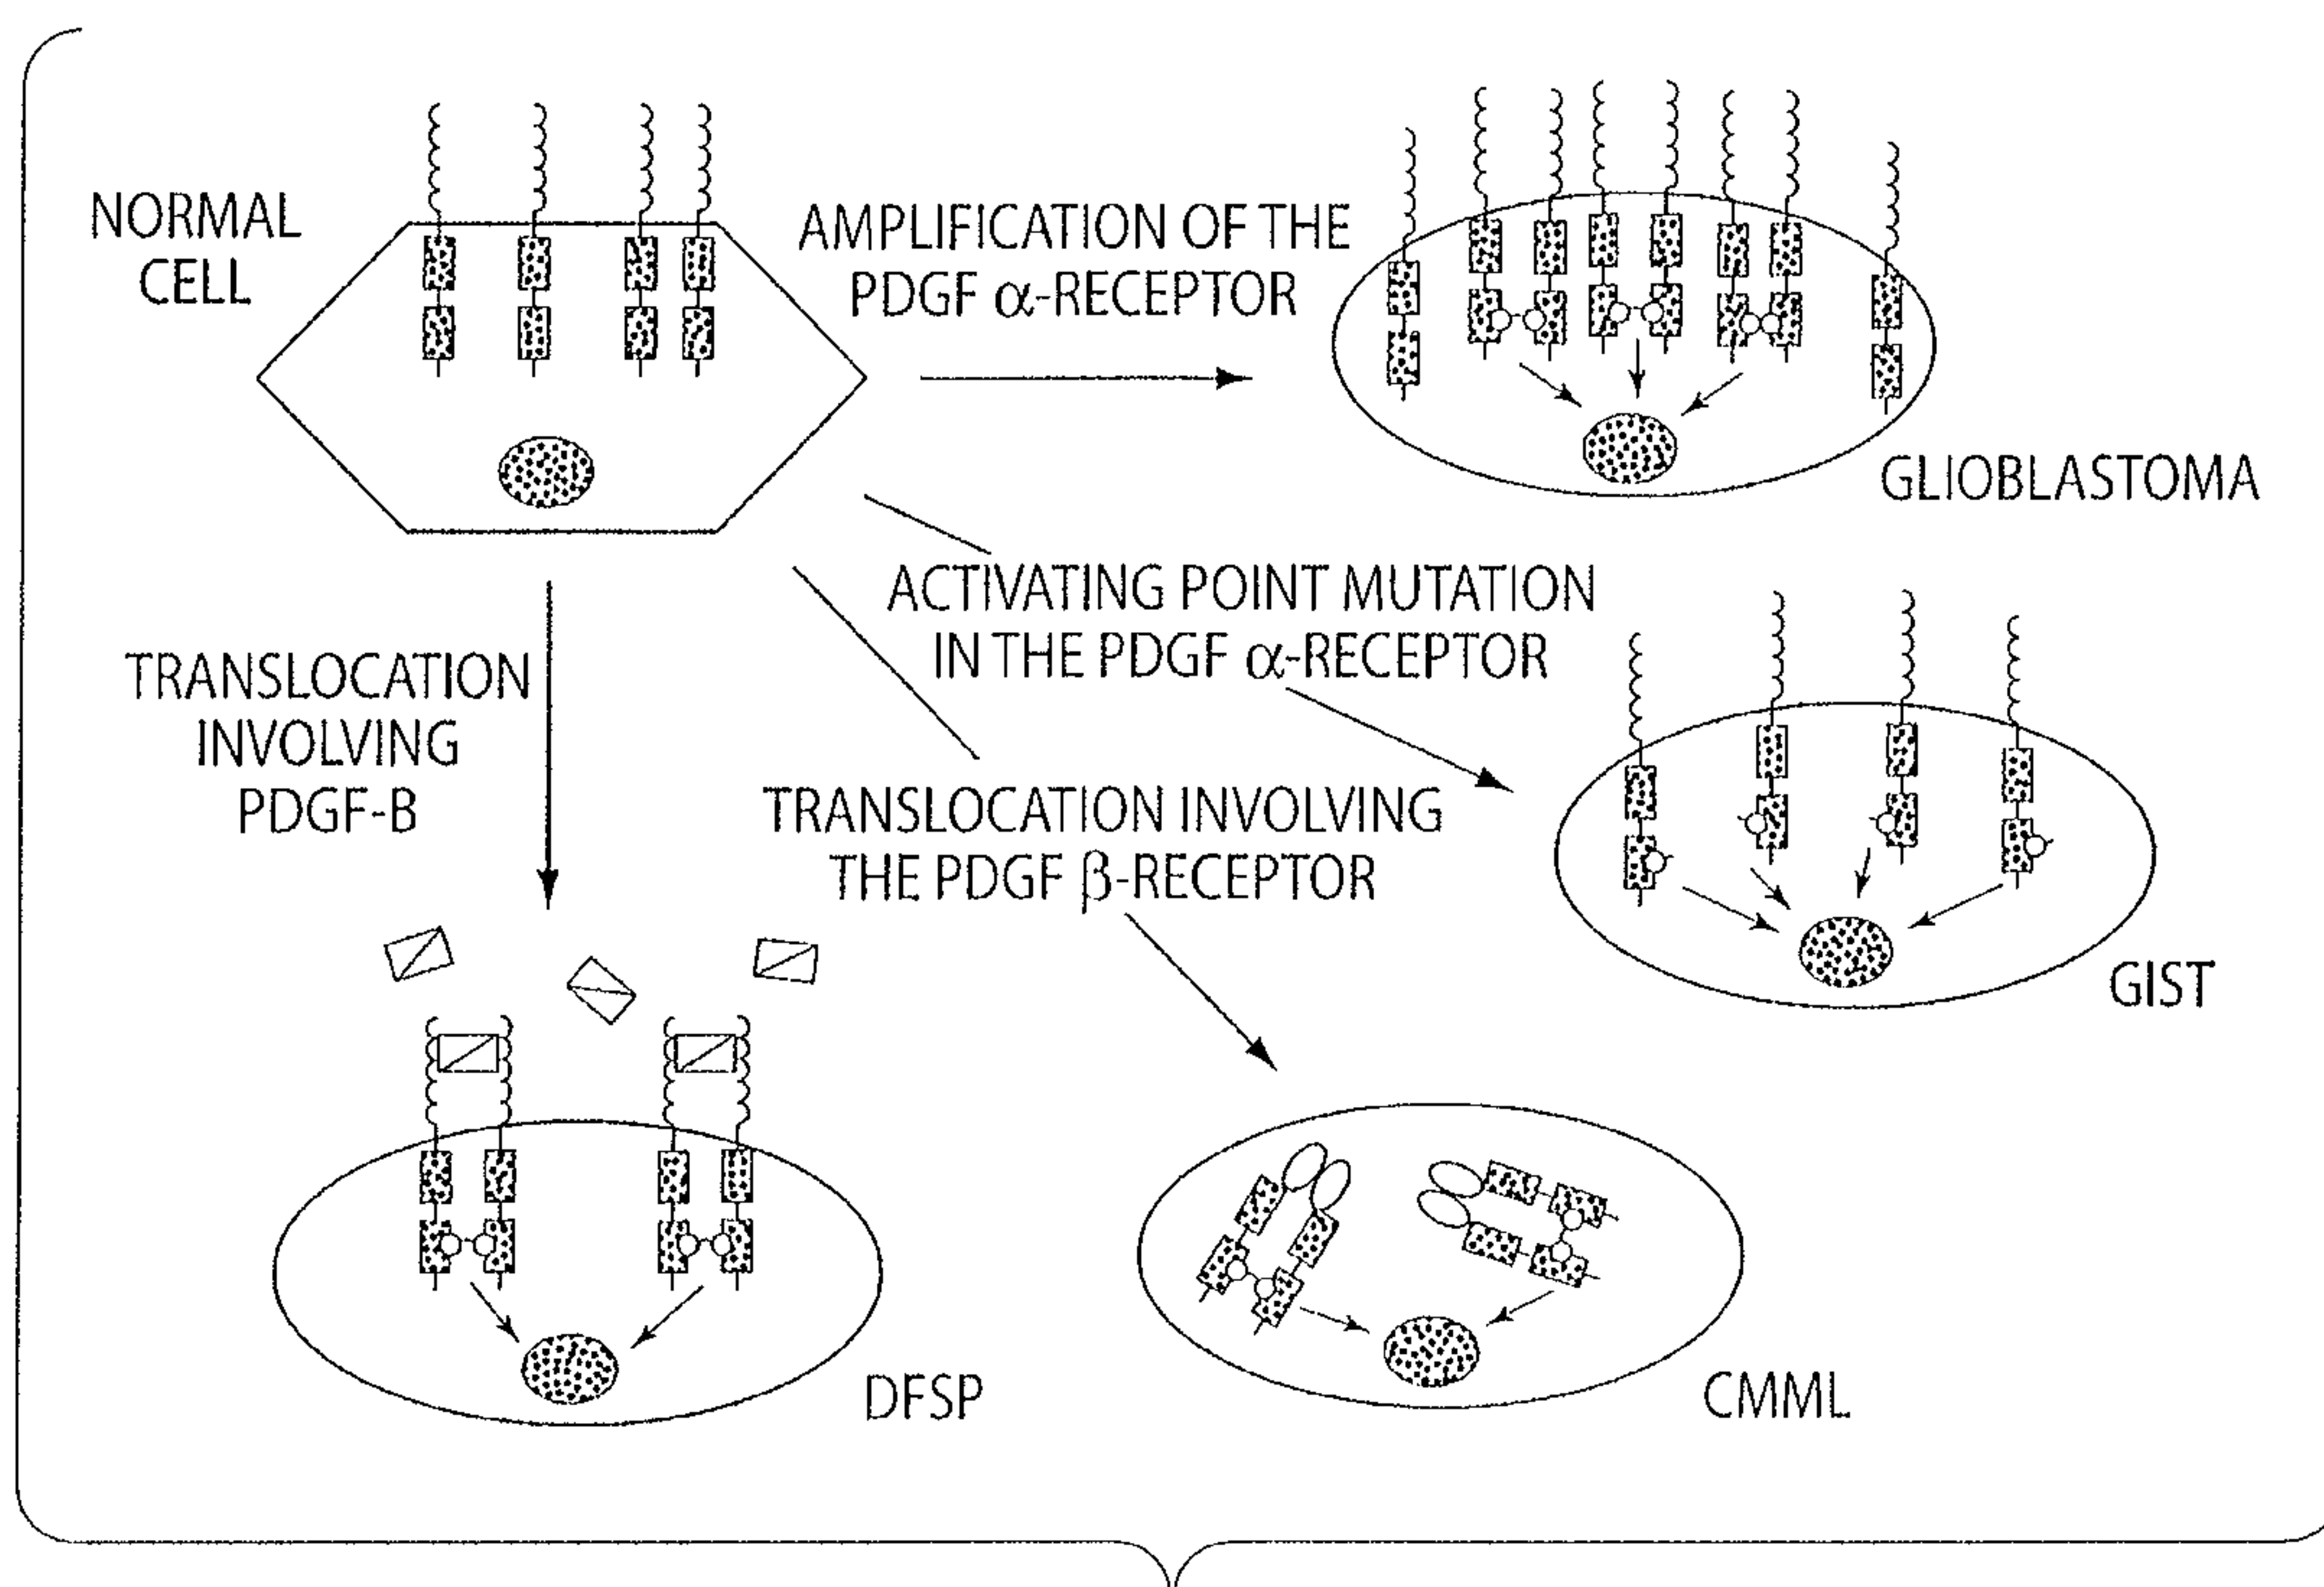 NORMAL
CELL
AMPLIFICATION OF THE
PDGF α-RECEPTOR
GLIOBLASTOMA
ACTIVATING POINT MUTATION
IN THE PDGF α-RECEPTOR
GIST
TRANSLOCATION
INVOLVING
PDGF-B
TRANSLOCATION INVOLVING
THE PDGF β-RECEPTOR
DFSP
CMML